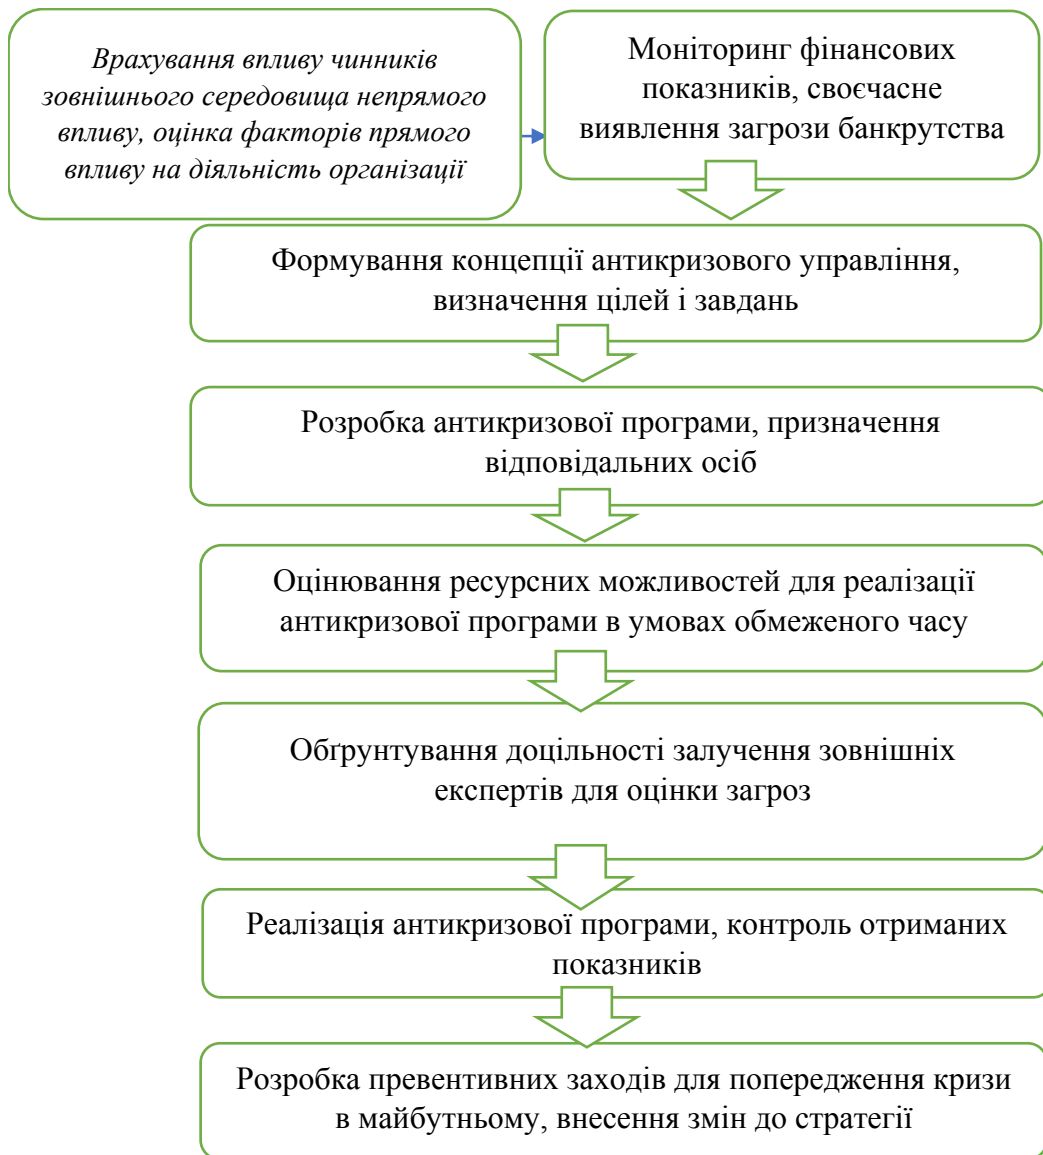 Врахування впливу чинників
зовнішнього середовища непрямого
впливу, оцінка факторів прямого
впливу на діяльність організації
Моніторинг фінансових
показників, своєчасне
виявлення загрози банкрутства
Формування концепції антикризового управління,
визначення цілей і завдань
Розробка антикризової програми, призначення
відповідальних осіб
Оцінювання ресурсних можливостей для реалізації
антикризової програми в умовах обмеженого часу
Обґрунтування доцільності залучення зовнішніх
експертів для оцінки загроз
Реалізація антикризової програми, контроль отриманих
показників
Розробка превентивних заходів для попередження кризи
в майбутньому, внесення змін до стратегії